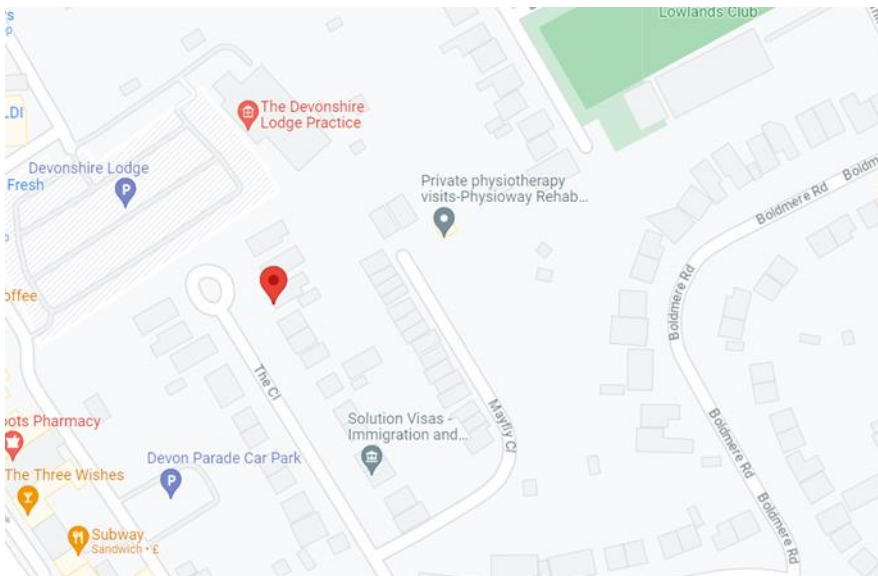 Lowlands Club
The Devonshire
Lodge Practice
LDI
Devonshire Lodge
P
Fresh
Private physiotherapy
visits-Physioway Rehab...
Boldmere Rd
Boldm
Boldmere Rd
offee
The Cl
Mayfly Cl
Boldmere Rd
Solution Visas -
Immigration and...
oots Pharmacy
Devon Parade Car Park
P
The Three Wishes
Boldmere Rd
Subway
Sandwich • £